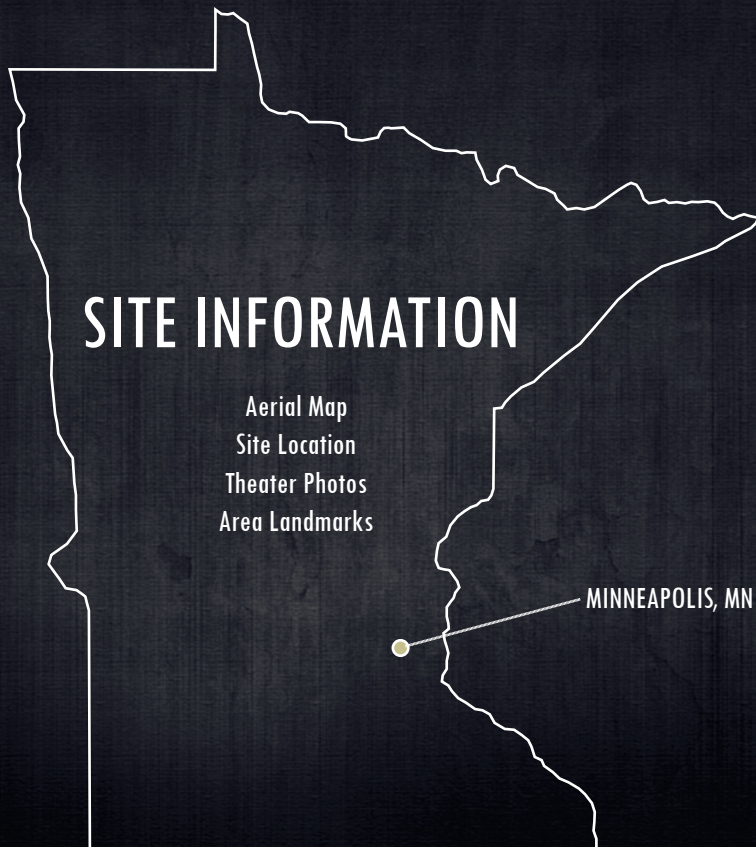 SITE INFORMATION
Aerial Map
Site Location
Theater Photos
Area Landmarks
MINNEAPOLIS, MN